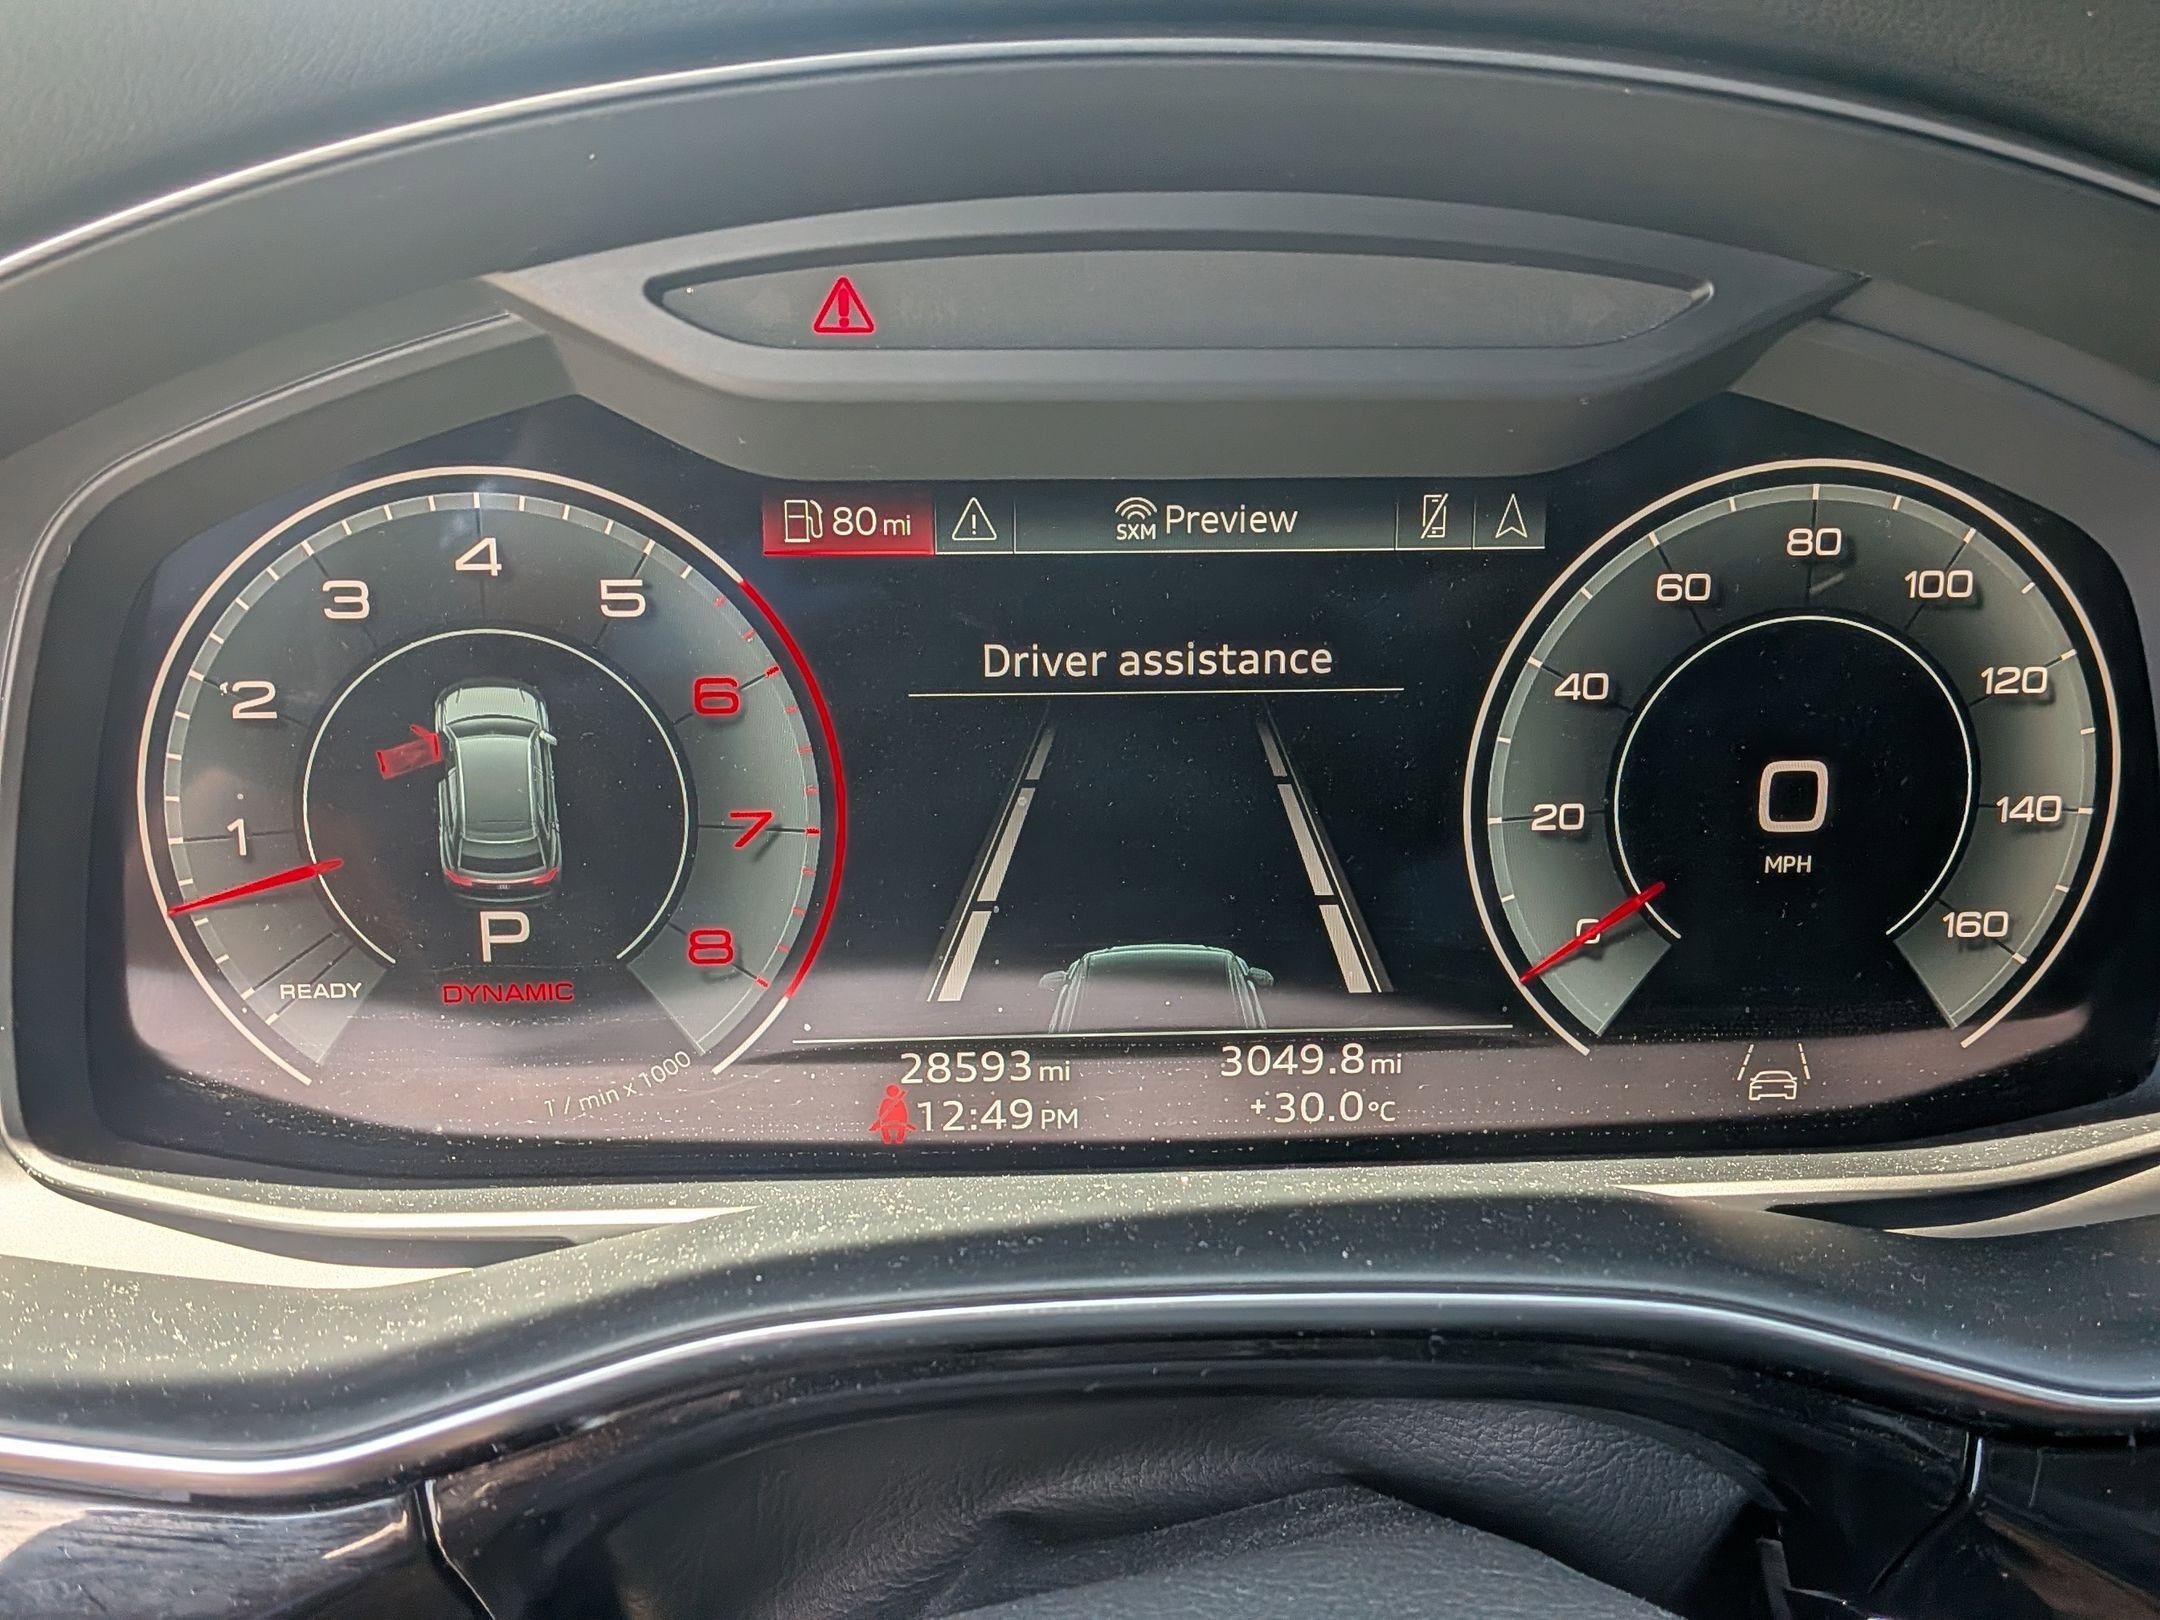 80 mi
SXM Preview
4
3
5
2
6
1
7
8
P
READY
DYNAMIC
1 / min x 1000
Driver assistance
80
60
100
40
120
20
140
0
160
0
MPH
28593 mi
3049.8 mi
12:49 PM
+30.0 °C